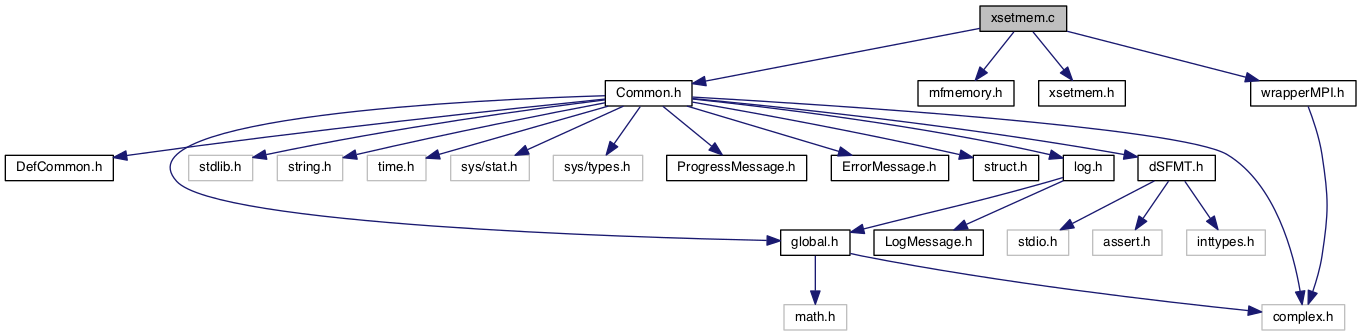 xsetmem.c
Common.h
mfmemory.h
xsetmem.h
wrapperMPI.h
DefCommon.h
stdlib.h
string.h
time.h
sys/stat.h
sys/types.h
ProgressMessage.h
ErrorMessage.h
struct.h
log.h
dSFMT.h
global.h
LogMessage.h
stdio.h
assert.h
inttypes.h
math.h
complex.h